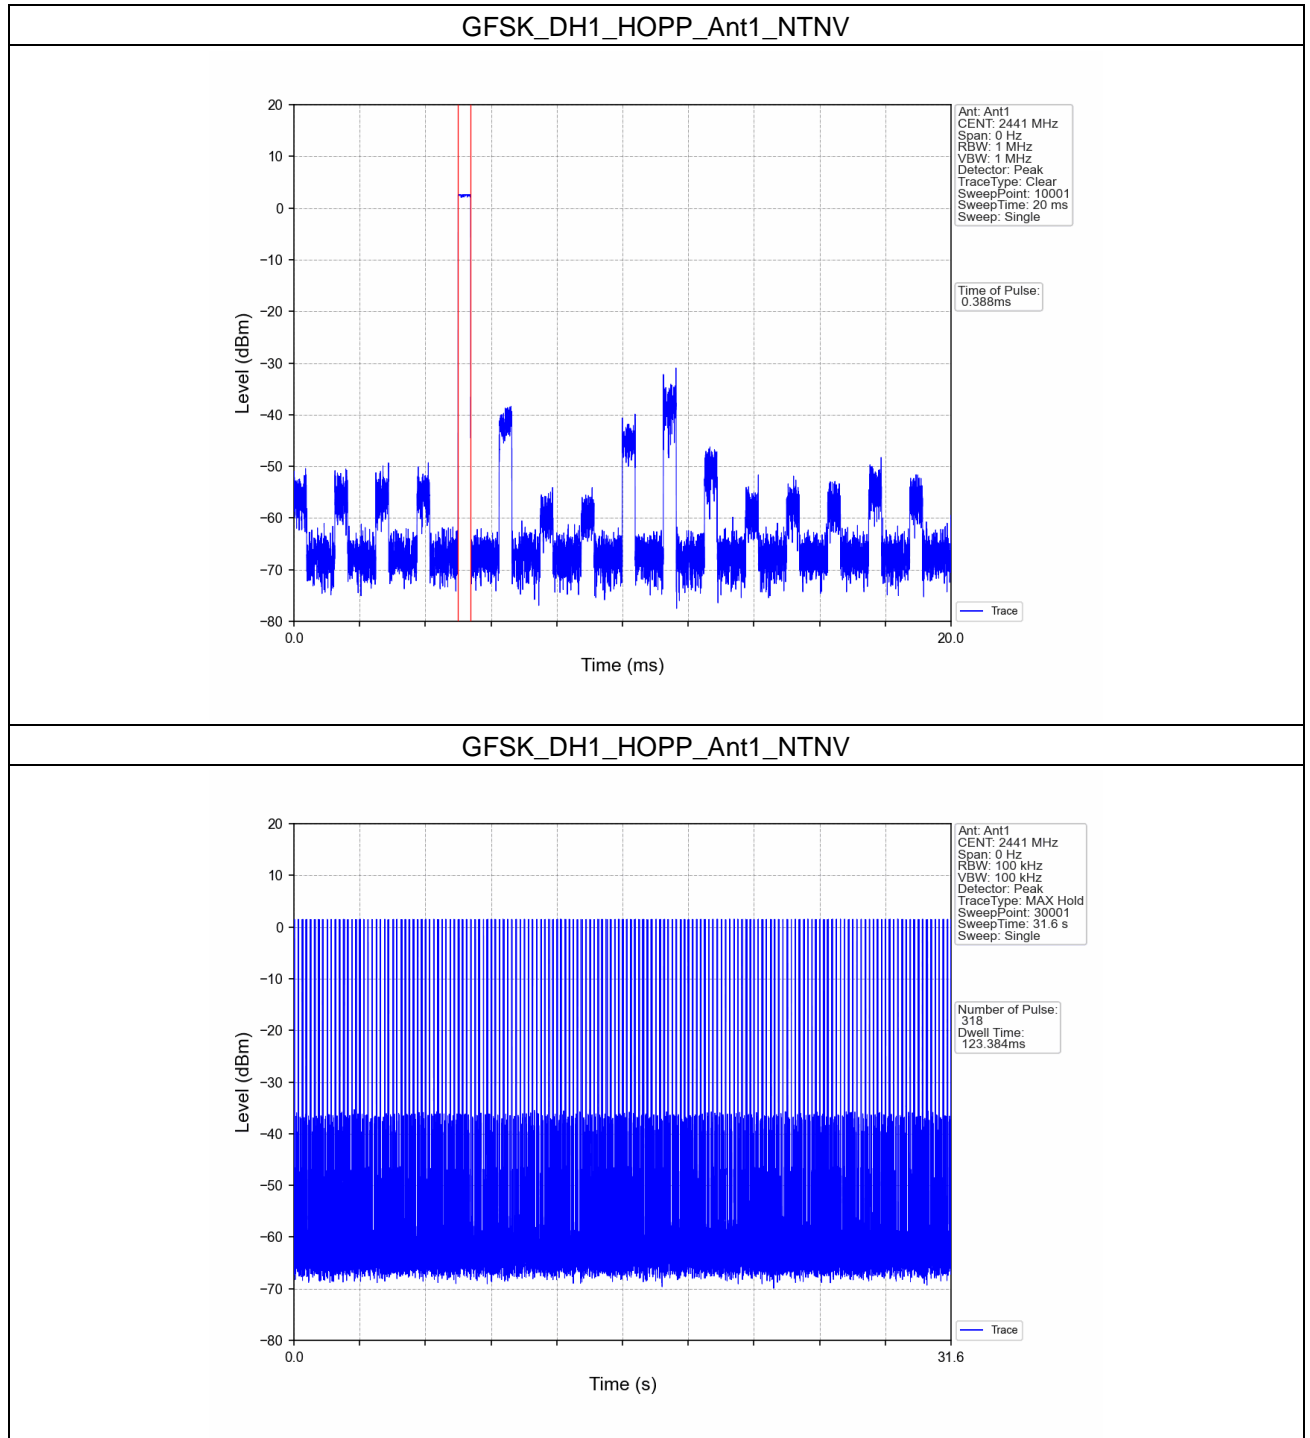 GFSK_DH1_HOPP_Ant1_NTNV
20
10
0
−10
−20
−30
−40
−50
−60
−70
−80
Level (dBm)
0.0
20.0
Time (ms)
Ant: Ant1
CENT: 2441 MHz
Span: 0 Hz
RBW: 1 MHz
VBW: 1 MHz
Detector: Peak
TraceType: Clear
SweepPoint: 10001
SweepTime: 20 ms
Sweep: Single
Time of Pulse:
0.388ms
Trace
GFSK_DH1_HOPP_Ant1_NTNV
20
10
0
−10
−20
−30
−40
−50
−60
−70
−80
Level (dBm)
0.0
31.6
Time (s)
Ant: Ant1
CENT: 2441 MHz
Span: 0 Hz
RBW: 100 kHz
VBW: 100 kHz
Detector: Peak
TraceType: MAX Hold
SweepPoint: 30001
SweepTime: 31.6 s
Sweep: Single
Number of Pulse:
318
Dwell Time:
123.384ms
Trace